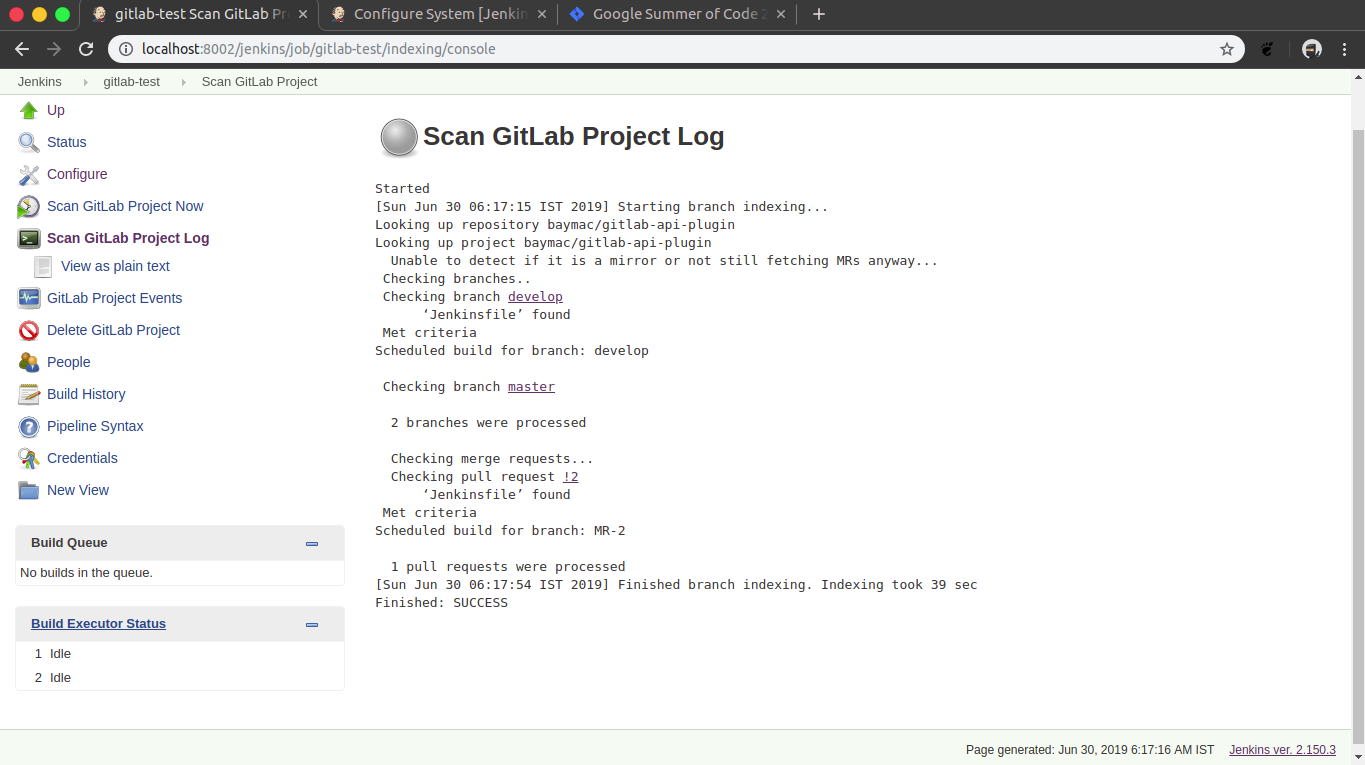 gitlab-test Scan GitLab Pr
Configure System [Jenkin
Google Summer of Code 2
localhost:8002/jenkins/job/gitlab-test/indexing/console
Jenkins gitlab-test Scan GitLab Project
Up
Status
Configure
Scan GitLab Project Now
Scan GitLab Project Log
View as plain text
GitLab Project Events
Delete GitLab Project
People
Build History
Pipeline Syntax
Credentials
New View
Build Queue
No builds in the queue.
Build Executor Status
1 Idle
2 Idle
Scan GitLab Project Log
Started
[Sun Jun 30 06:17:15 IST 2019] Starting branch indexing...
Looking up repository baymac/gitlab-api-plugin
Looking up project baymac/gitlab-api-plugin
Unable to detect if it is a mirror or not still fetching MRs anyway...
Checking branches..
Checking branch develop
‘Jenkinsfile’ found
Met criteria
Scheduled build for branch: develop
Checking branch master
2 branches were processed
Checking merge requests...
Checking pull request !2
‘Jenkinsfile’ found
Met criteria
Scheduled build for branch: MR-2
1 pull requests were processed
[Sun Jun 30 06:17:54 IST 2019] Finished branch indexing. Indexing took 39 sec
Finished: SUCCESS
Page generated: Jun 30, 2019 6:17:16 AM IST Jenkins ver. 2.150.3